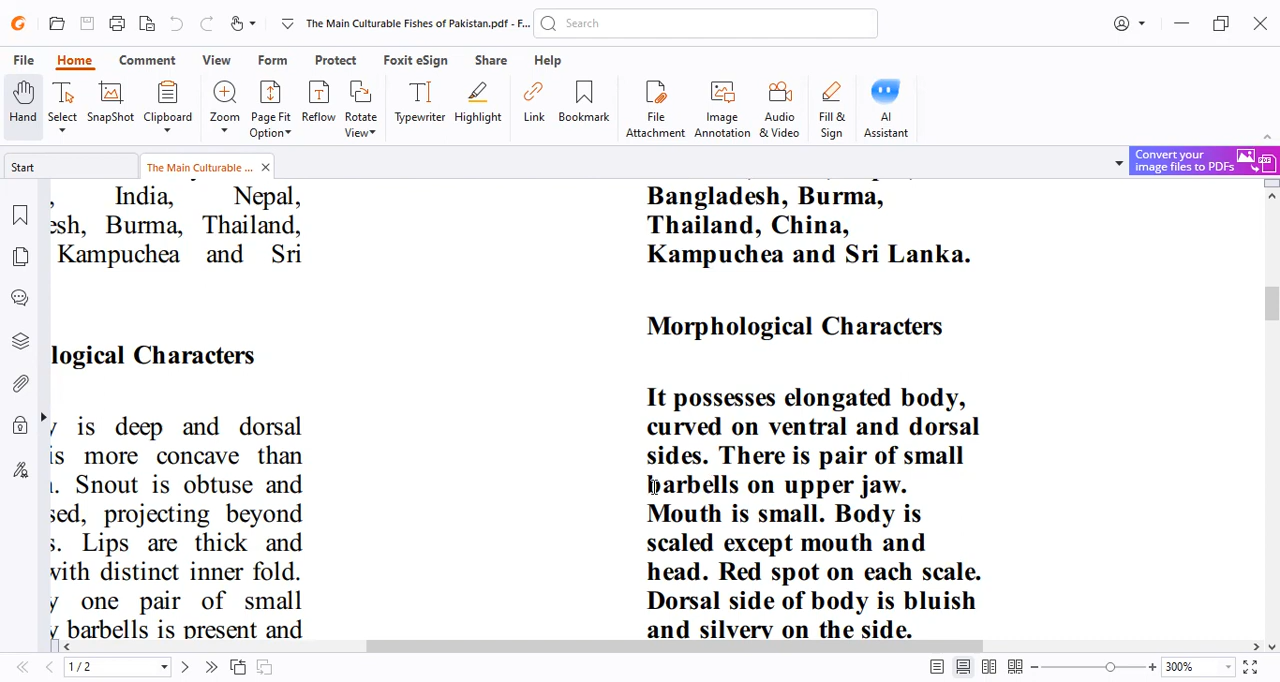 The Main Culturable Fishes of Pakistan.pdf - F...
Search
File Home Comment View Form Protect Foxit eSign Share Help
Hand Select SnapShot Clipboard Zoom Page Fit Option Reflow Rotate View Typewriter Highlight Link Bookmark File Attachment Image Annotation Audio & Video Fill & Sign AI Assistant
Start
The Main Culturable ...
Convert your
image files to PDFs
PDF
, India, Nepal,
esh, Burma, Thailand,
Kampuchea and Sri
logical Characters
y is deep and dorsal
is more concave than
. Snout is obtuse and
sed, projecting beyond
s. Lips are thick and
with distinct inner fold.
y one pair of small
y barbells is present and
Bangladesh, Burma,
Thailand, China,
Kampuchea and Sri Lanka.
Morphological Characters
It possesses elongated body,
curved on ventral and dorsal
sides. There is pair of small
barbells on upper jaw.
Mouth is small. Body is
scaled except mouth and
head. Red spot on each scale.
Dorsal side of body is bluish
and silvery on the side.
1 / 2
300%